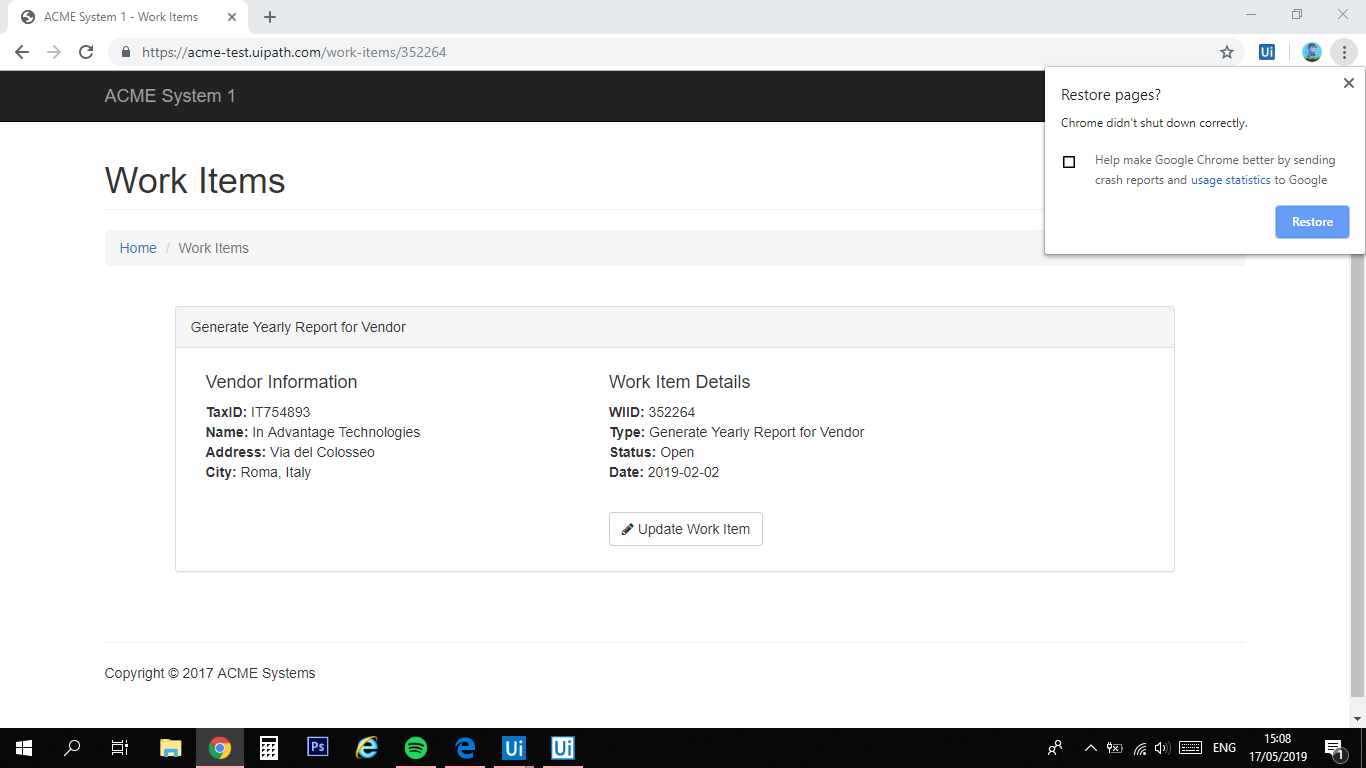 ACME System 1 - Work Items
https://acme-test.uipath.com/work-items/352264
Ui
ACME System 1
Restore pages?
Chrome didn't shut down correctly.
Help make Google Chrome better by sending
crash reports and usage statistics to Google
Restore
Work Items
Home / Work Items
Generate Yearly Report for Vendor
Vendor Information
TaxID: IT754893
Name: In Advantage Technologies
Address: Via del Colosseo
City: Roma, Italy
Work Item Details
WIID: 352264
Type: Generate Yearly Report for Vendor
Status: Open
Date: 2019-02-02
Update Work Item
Copyright © 2017 ACME Systems
Ps
Ui
Ui
ENG
15:08
17/05/2019
1